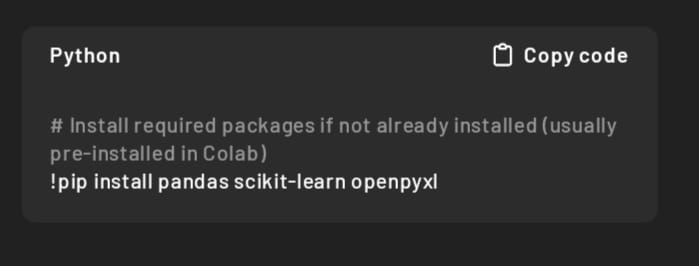 Python
Copy code
# Install required packages if not already installed (usually
pre-installed in Colab)
!pip install pandas scikit-learn openpyxl